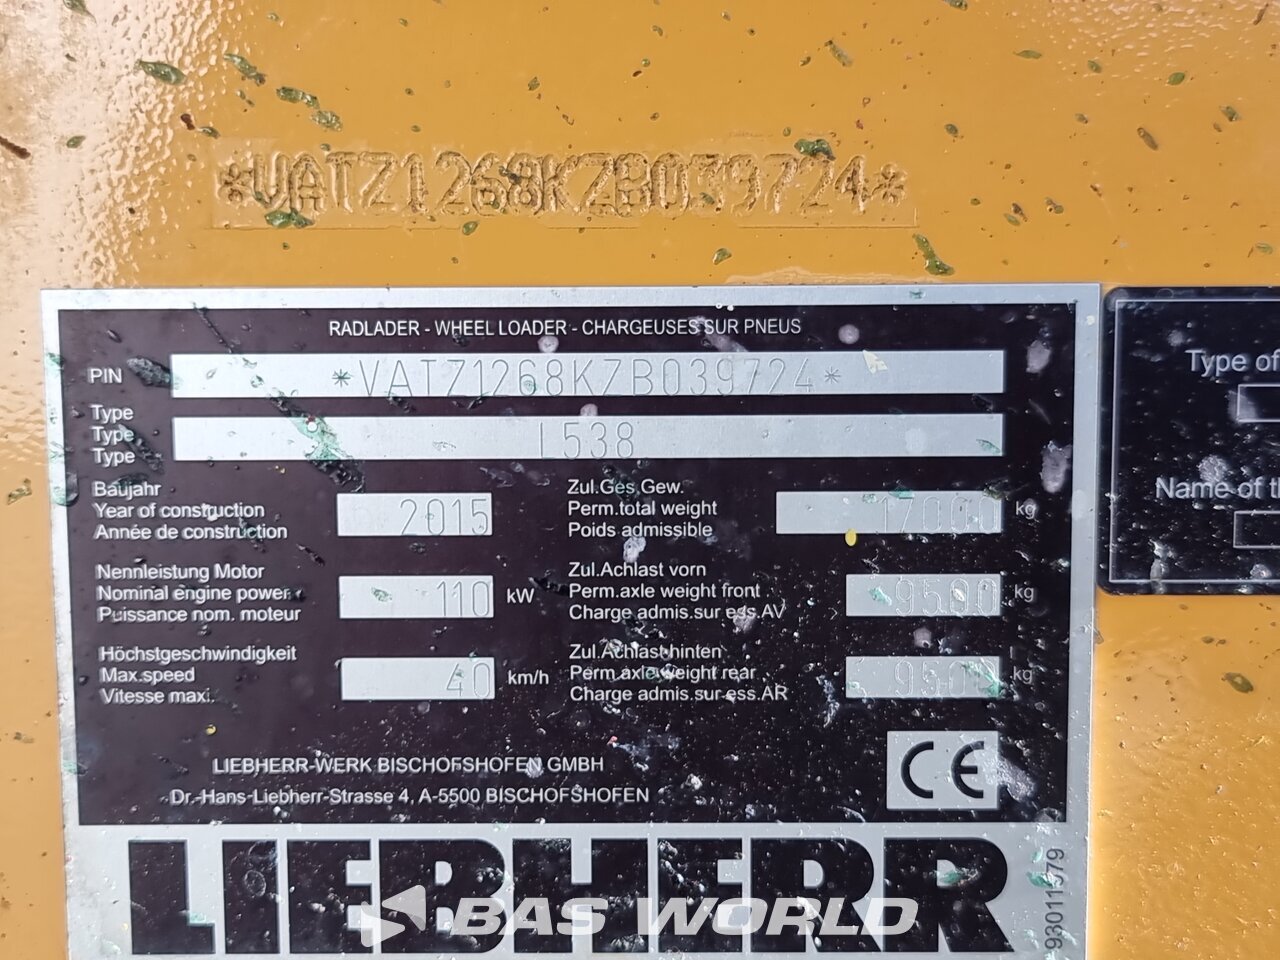 *VATZ1268KZB039724*
RADLADER - WHEEL LOADER - CHARGEUSES SUR PNEUS
PIN *VATZ1268KZB039724*
Type
Type L538
Type
Baujahr
Year of construction 2015
Année de construction
Zul.Ges.Gew.
Perm.total weight 17000 kg
Poids admissible
Nennleistung Motor
Nominal engine power 110 kW
Puissance nom. moteur
Zul.Achlast vorn
Perm.axle weight front 9500 kg
Charge admis.sur ess.AV
Höchstgeschwindigkeit
Max.speed 40 km/h
Vitesse maxi.
Zul.Achlast hinten
Perm.axle weight rear 9500 kg
Charge admis.sur ess.AR
LIEBHERR-WERK BISCHOFSHOFEN GMBH
Dr.-Hans-Liebherr-Strasse 4, A-5500 BISCHOFSHOFEN
CE
LIEBHERR
93011379
BAS WORLD
Type of
Name of